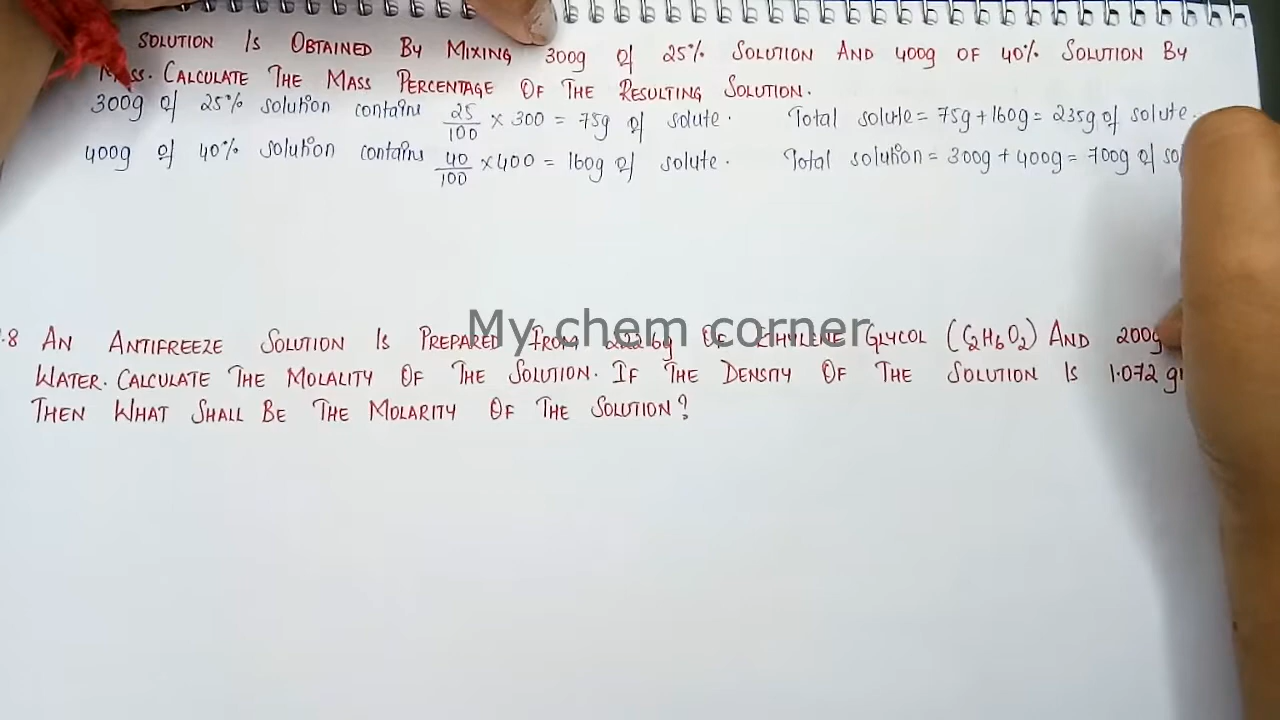 SOLUTION IS OBTAINED BY MIXING 300g of 25% SOLUTION AND 400g OF 40% SOLUTION BY
CALCULATE THE MASS PERCENTAGE OF THE RESULTING SOLUTION.
300g of 25% solution contains 25/100 × 300 = 75g of solute. Total solute = 75g + 160g = 235g of solute.
400g of 40% solution contains 40/100 × 400 = 160g of solute. Total solution = 300g + 400g = 700g of
My chem corner
.8 AN ANTIFREEZE SOLUTION IS PREPARED FROM OF ETHYLENE GLYCOL (C2H6O2) AND 200g
WATER. CALCULATE THE MOLALITY OF THE SOLUTION. IF THE DENSITY OF THE SOLUTION IS 1.072
THEN WHAT SHALL BE THE MOLARITY OF THE SOLUTION?